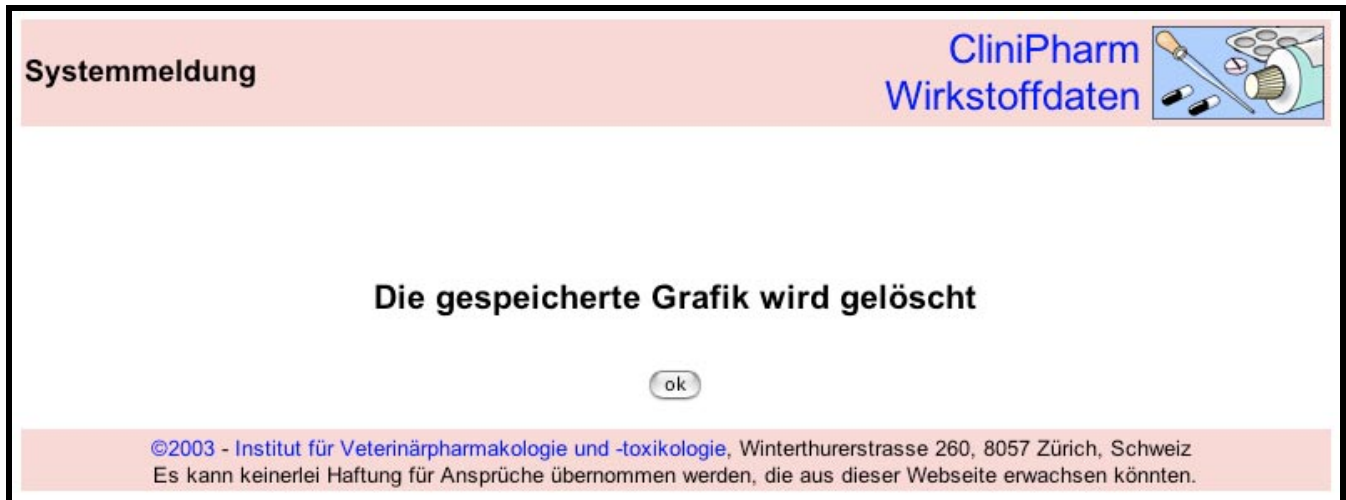 Systemmeldung
CliniPharm
Wirkstoffdaten
Die gespeicherte Grafik wird gelöscht
ok
©2003 - Institut für Veterinärpharmakologie und -toxikologie, Winterthurerstrasse 260, 8057 Zürich, Schweiz
Es kann keinerlei Haftung für Ansprüche übernommen werden, die aus dieser Webseite erwachsen könnten.